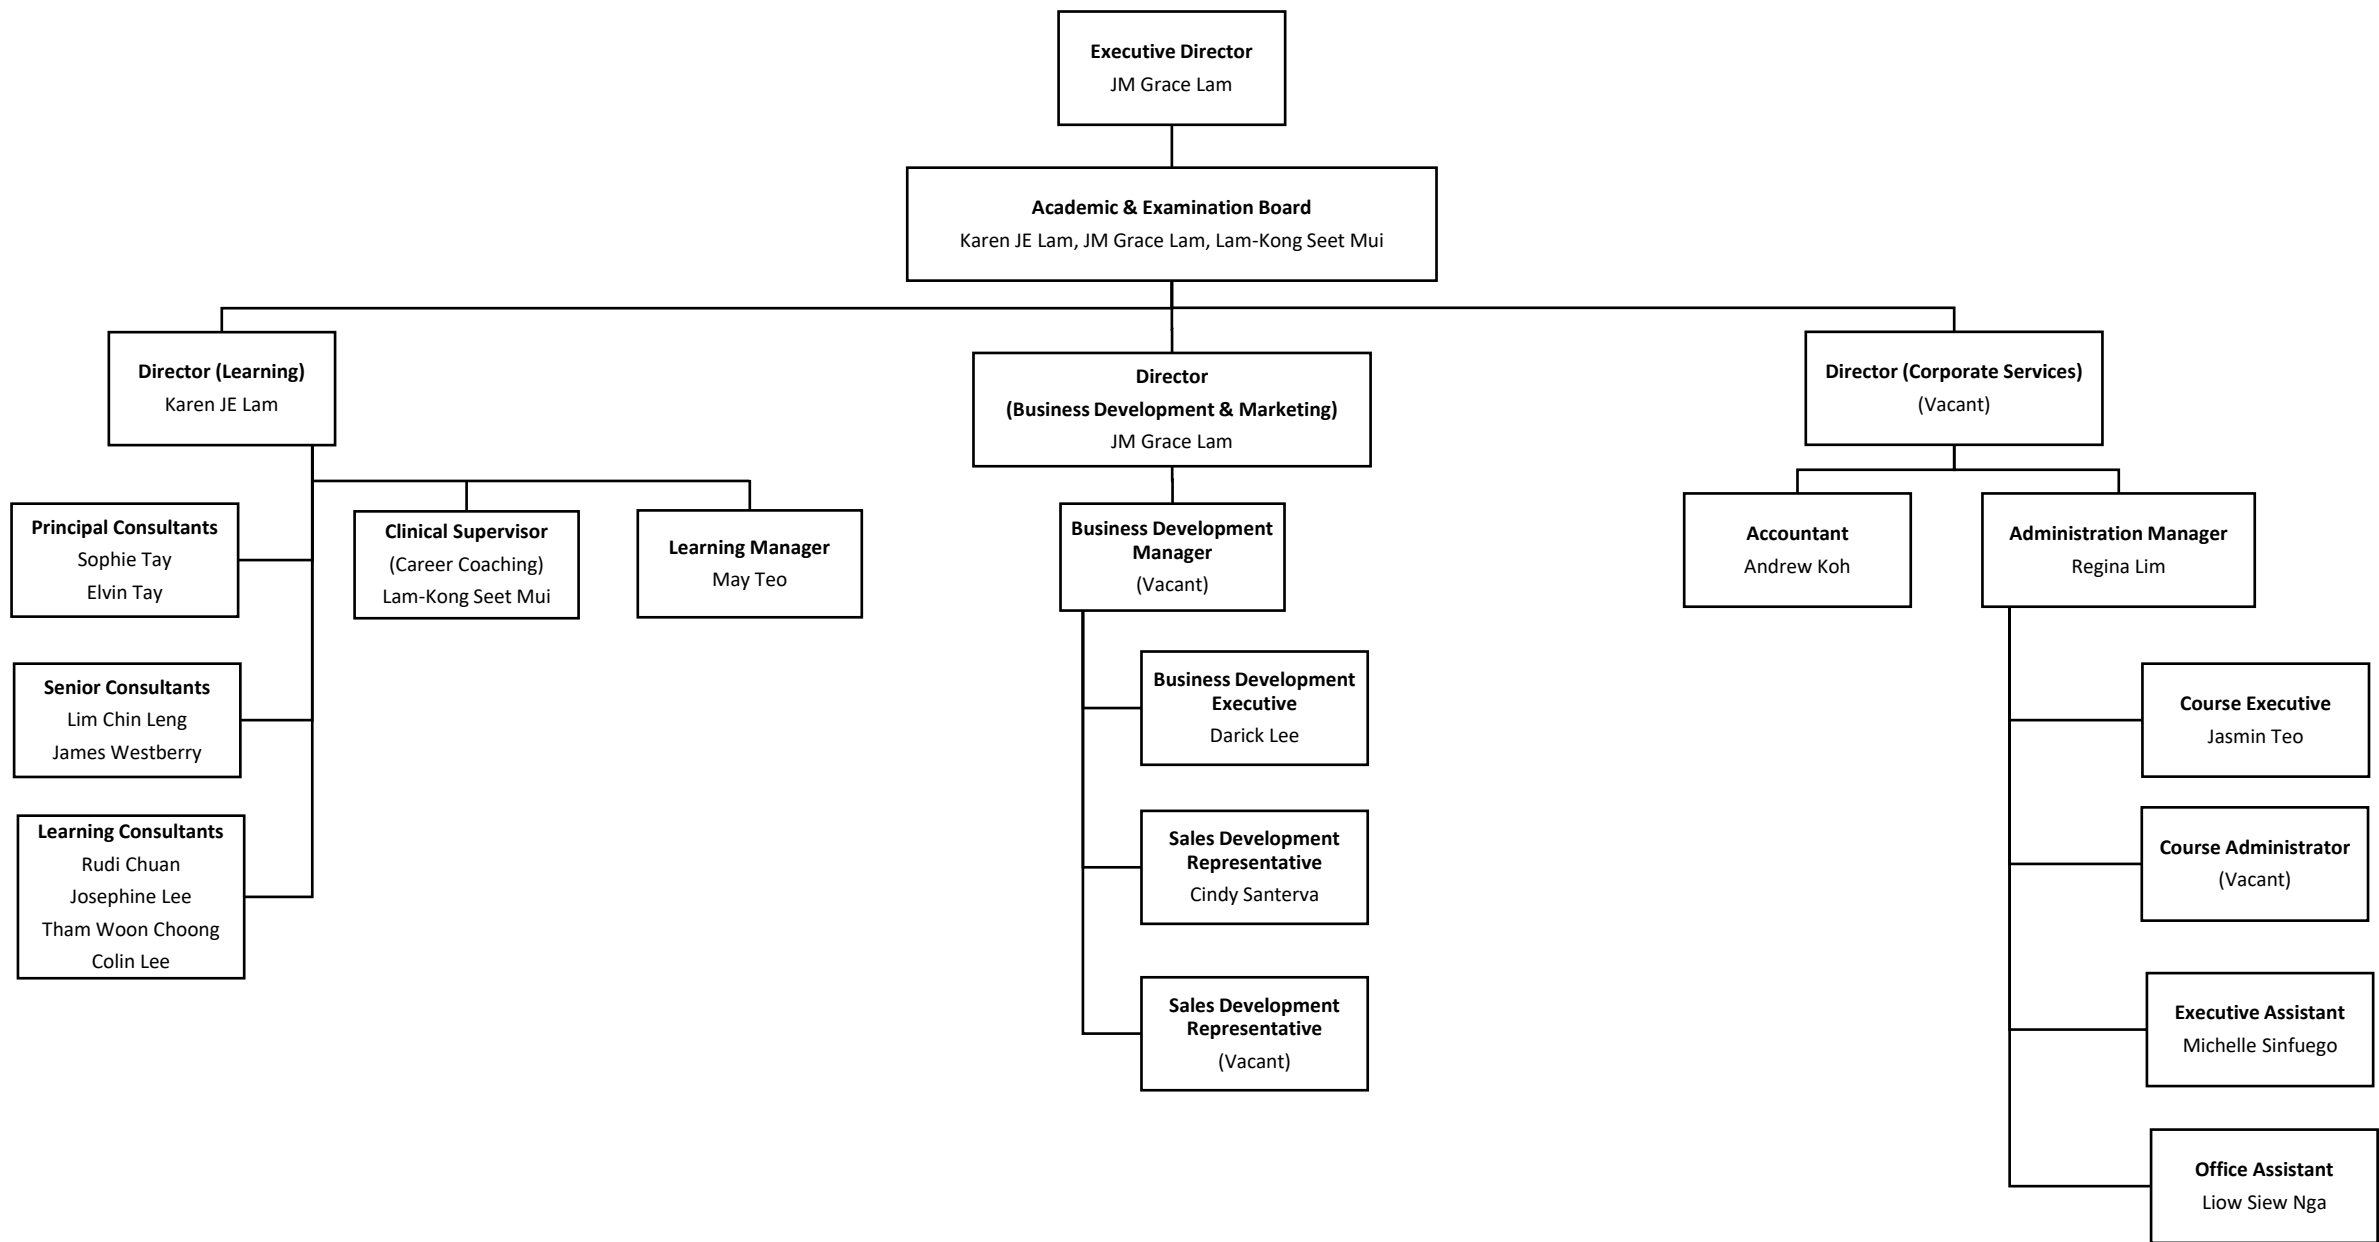 Executive Director
JM Grace Lam
Academic & Examination Board
Karen JE Lam, JM Grace Lam, Lam-Kong Seet Mui
Director (Learning)
Karen JE Lam
Director
(Business Development & Marketing)
JM Grace Lam
Director (Corporate Services)
(Vacant)
Principal Consultants
Sophie Tay
Elvin Tay
Clinical Supervisor
(Career Coaching)
Lam-Kong Seet Mui
Learning Manager
May Teo
Senior Consultants
Lim Chin Leng
James Westberry
Learning Consultants
Rudi Chuan
Josephine Lee
Tham Woon Choong
Colin Lee
Business Development
Manager
(Vacant)
Business Development
Executive
Darick Lee
Sales Development
Representative
Cindy Santerva
Sales Development
Representative
(Vacant)
Accountant
Andrew Koh
Administration Manager
Regina Lim
Course Executive
Jasmin Teo
Course Administrator
(Vacant)
Executive Assistant
Michelle Sinfuego
Office Assistant
Liow Siew Nga